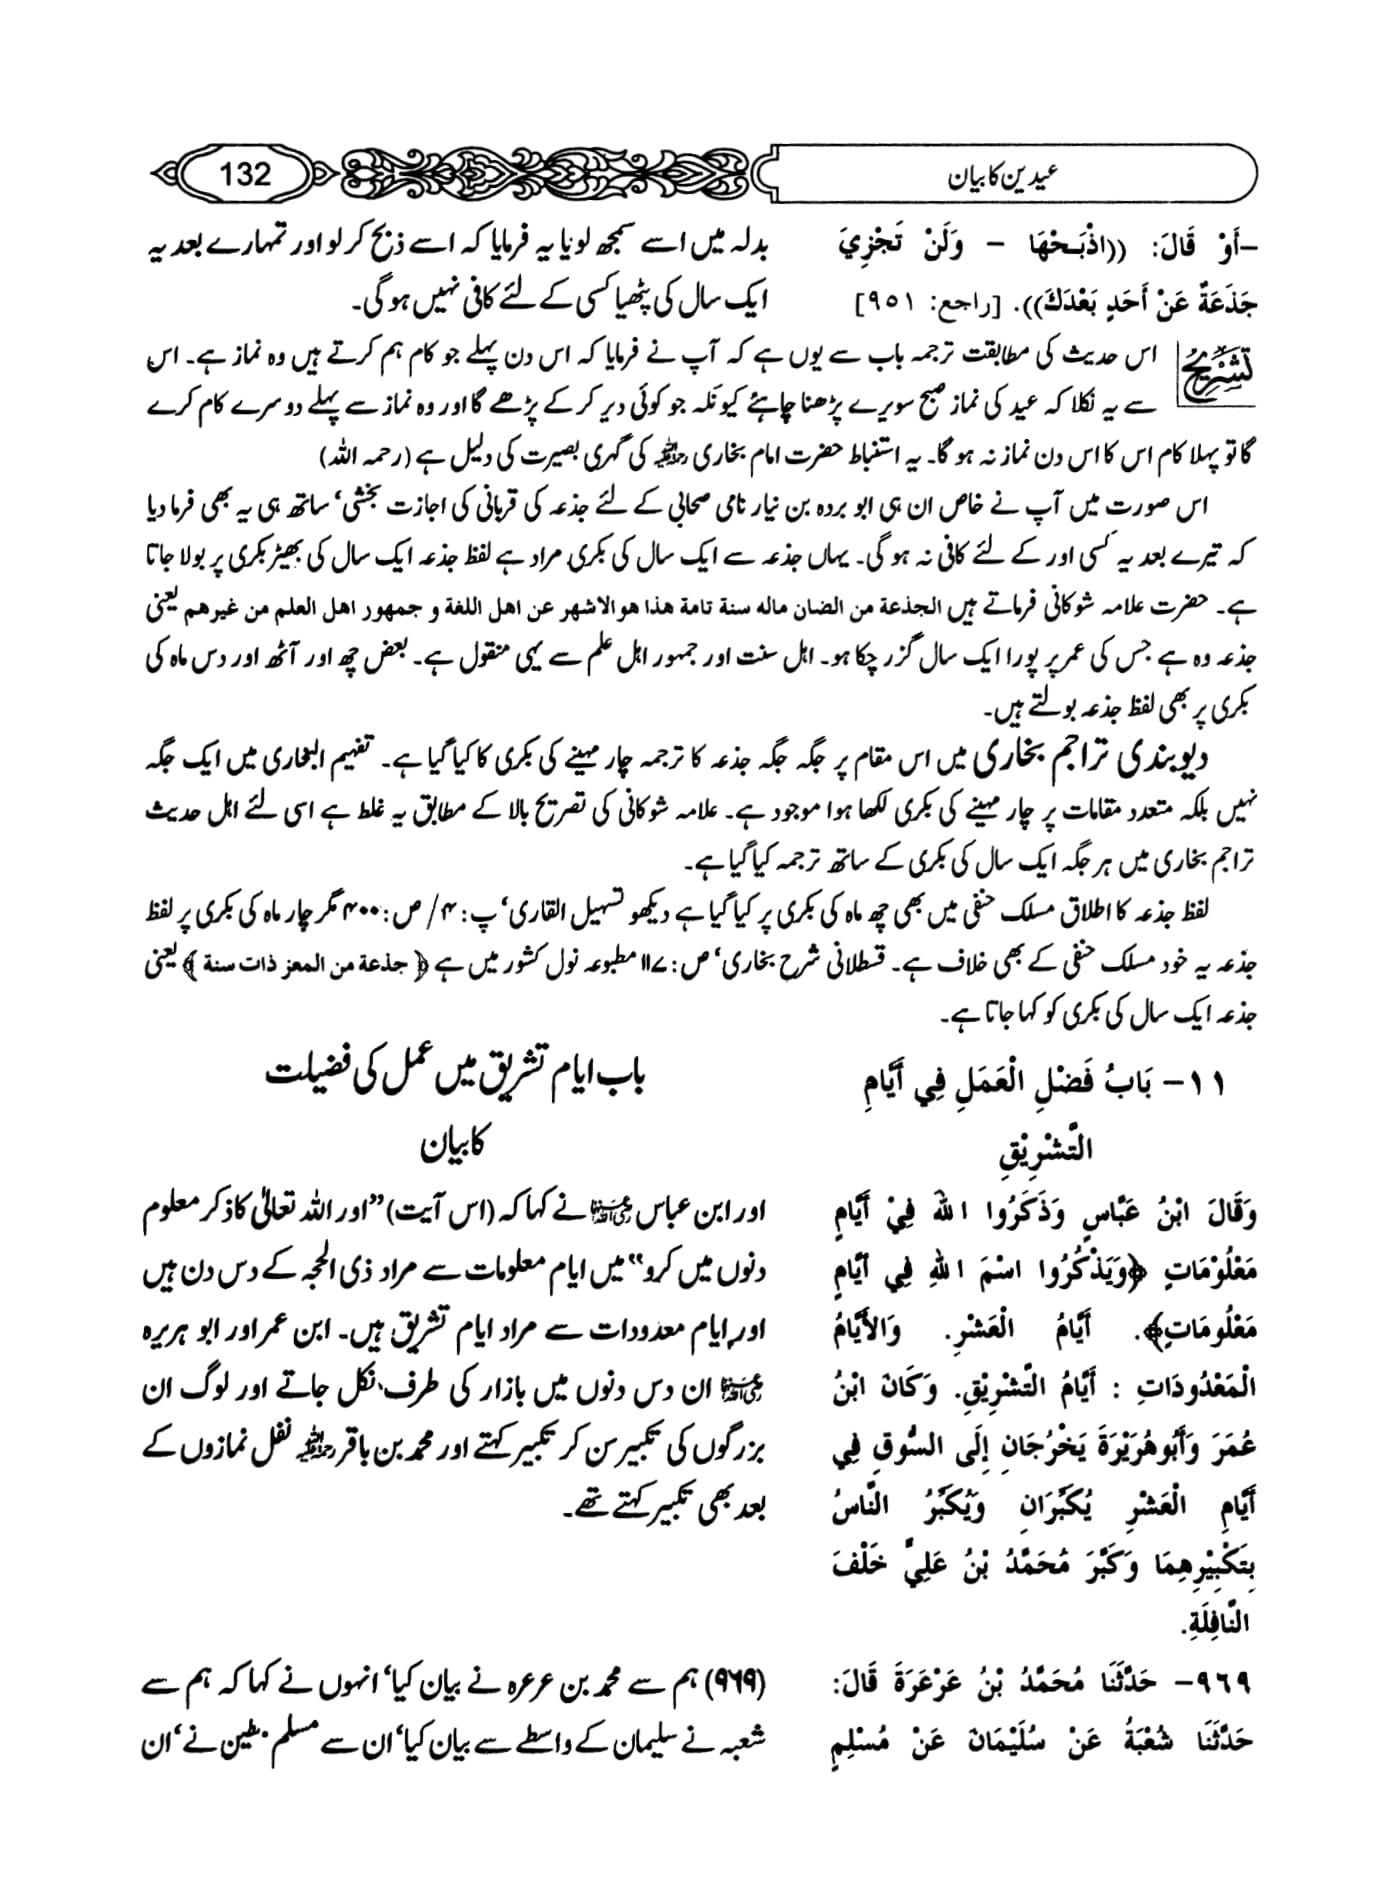 عیدین کا بیان
132
–أَوْ قَالَ: ((اذْبَحْهَا – وَلَنْ تَجْزِيَ
جَذَعَةٌ عَنْ أَحَدٍ بَعْدَكَ)). [راجع: ٩٥١]
بدلہ میں اسے سمجھ لو یا یہ فرمایا کہ اسے ذبح کر لو اور تمہارے بعد یہ
ایک سال کی پٹھیا کسی کے لئے کافی نہیں ہو گی۔
تشریح
اس حدیث کی مطابقت ترجمہ باب سے یوں ہے کہ آپ نے فرمایا کہ اس دن پہلے جو کام ہم کرتے ہیں وہ نماز ہے۔ اس
سے یہ نکلا کہ عید کی نماز صبح سویرے پڑھنا چاہئے کیونکہ جو کوئی دیر کر کے پڑھے گا اور وہ نماز سے پہلے دوسرے کام کرے
گا تو پہلا کام اس کا اس دن نماز نہ ہو گا۔ یہ استنباط حضرت امام بخاری رحمۃ اللہ علیہ کی گہری بصیرت کی دلیل ہے (رحمہ اللہ)
اس صورت میں آپ نے خاص ان ہی ابو بردہ بن نیار نامی صحابی کے لئے جذعہ کی قربانی کی اجازت بخشی‘ ساتھ ہی یہ بھی فرما دیا
کہ تیرے بعد یہ کسی اور کے لئے کافی نہ ہو گی۔ یہاں جذعہ سے ایک سال کی بکری مراد ہے لفظ جذعہ ایک سال کی بھیڑ بکری پر بولا جاتا
ہے۔ حضرت علامہ شوکانی فرماتے ہیں الجذعة من الضان ماله سنة تامة هذا هو الاشهر عن اهل اللغة و جمهور اهل العلم من غيرهم یعنی
جذعہ وہ ہے جس کی عمر پر پورا ایک سال گزر چکا ہو۔ اہل سنت اور جمہور اہل علم سے یہی منقول ہے۔ بعض چھ اور آٹھ اور دس ماہ کی
بکری پر بھی لفظ جذعہ بولتے ہیں۔
دیوبندی تراجم بخاری میں اس مقام پر جگہ جگہ جذعہ کا ترجمہ چار مہینے کی بکری کا کیا گیا ہے۔ تفہیم البخاری میں ایک جگہ
نہیں بلکہ متعدد مقامات پر چار مہینے کی بکری لکھا ہوا موجود ہے۔ علامہ شوکانی کی تصریح بالا کے مطابق یہ غلط ہے اسی لئے اہل حدیث
تراجم بخاری میں ہر جگہ ایک سال کی بکری کے ساتھ ترجمہ کیا گیا ہے۔
لفظ جذعہ کا اطلاق مسلک حنفی میں بھی چھ ماہ کی بکری پر کیا گیا ہے دیکھو تسہیل القاری‘ پ: ۴/ ص: ۴۰۰ مگر چار ماہ کی بکری پر لفظ
جذعہ یہ خود مسلک حنفی کے بھی خلاف ہے۔ قسطلانی شرح بخاری‘ ص: ۱۱۷ مطبوعہ نول کشور میں ہے ﴿ جذعة من المعز ذات سنة ﴾ یعنی
جذعہ ایک سال کی بکری کو کہا جاتا ہے۔
١١- بَابُ فَضْلِ الْعَمَلِ فِي أَيَّامِ
التَّشْرِيْقِ
باب ایام تشریق میں عمل کی فضیلت
کا بیان
وَقَالَ ابْنُ عَبَّاسٍ وَذَكَرُوا اللهَ فِيْ أَيَّامٍ
مَعْلُوْمَاتٍ ﴿وَيَذْكُرُوا اسْمَ اللهِ فِي أَيَّامٍ
مَعْلُومَاتٍ﴾. أَيَّامُ الْعَشْرِ. وَالأَيَّامُ
الْمَعْدُودَاتِ : أَيَّامُ التَّشْرِيْقِ. وَكَانَ ابْنُ
عُمَرَ وَأَبُوهُرَيْرَةَ يَخْرُجَانِ إِلَى السُّوقِ فِي
أَيَّامِ الْعَشْرِ يُكَبِّرَانِ وَيُكَبِّرُ النَّاسُ
بِتَكْبِيْرِهِمَا وَكَبَّرَ مُحَمَّدُ بْنُ عَلِيٍّ خَلْفَ
النَّافِلَةِ.
اور ابن عباس رضی اللہ عنہما نے کہا کہ (اس آیت) ”اور اللہ تعالیٰ کا ذکر معلوم
دنوں میں کرو“ میں ایام معلومات سے مراد ذی الحجہ کے دس دن ہیں
اور ایام معدودات سے مراد ایام تشریق ہیں۔ ابن عمر اور ابو ہریرہ
رضی اللہ عنہما ان دس دنوں میں بازار کی طرف نکل جاتے اور لوگ ان
بزرگوں کی تکبیر سن کر تکبیر کہتے اور محمد بن باقر رحمۃ اللہ علیہ نفل نمازوں کے
بعد بھی تکبیر کہتے تھے۔
٩٦٩- حَدَّثَنَا مُحَمَّدُ بْنُ عَرْعَرَةَ قَالَ:
حَدَّثَنَا شُعْبَةُ عَنْ سُلَيْمَانَ عَنْ مُسْلِمٍ
(۹۶۹) ہم سے محمد بن عرعرہ نے بیان کیا‘ انہوں نے کہا کہ ہم سے
شعبہ نے سلیمان کے واسطے سے بیان کیا‘ ان سے مسلم بطین نے‘ ان